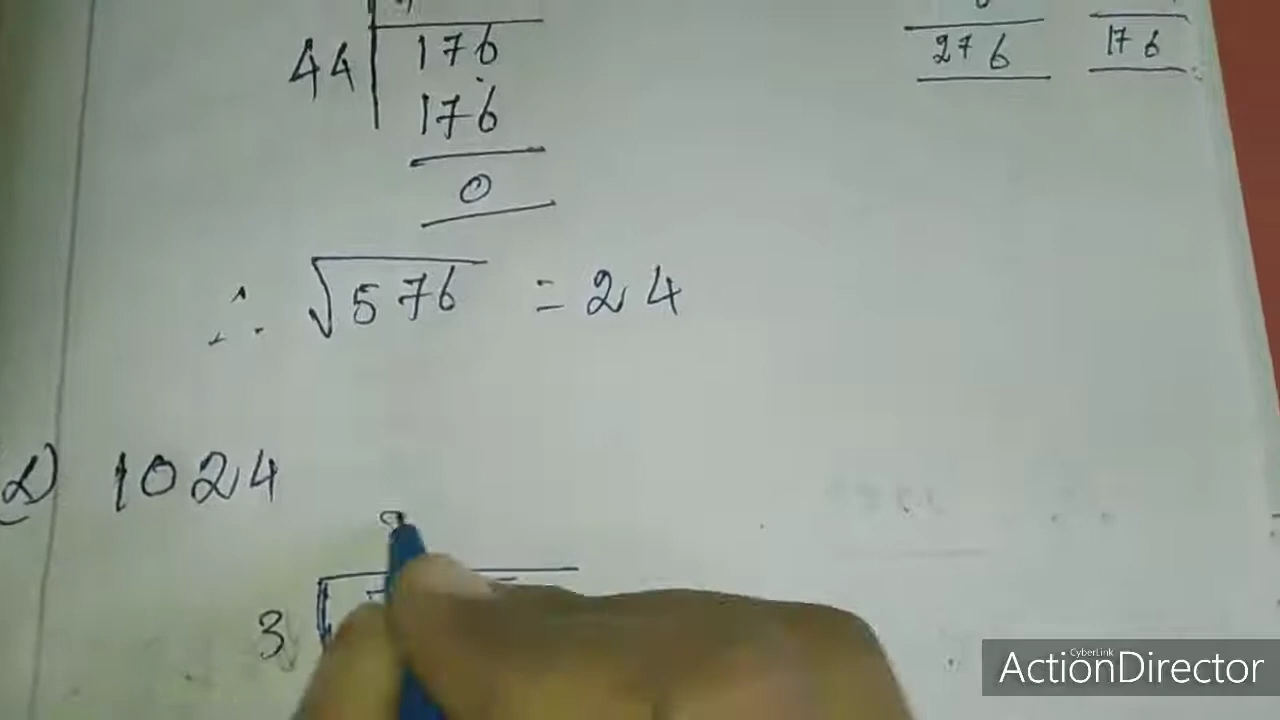 44 176 276 176
176
0
∴ √576 = 24
2) 1024
3
CyberLink
ActionDirector